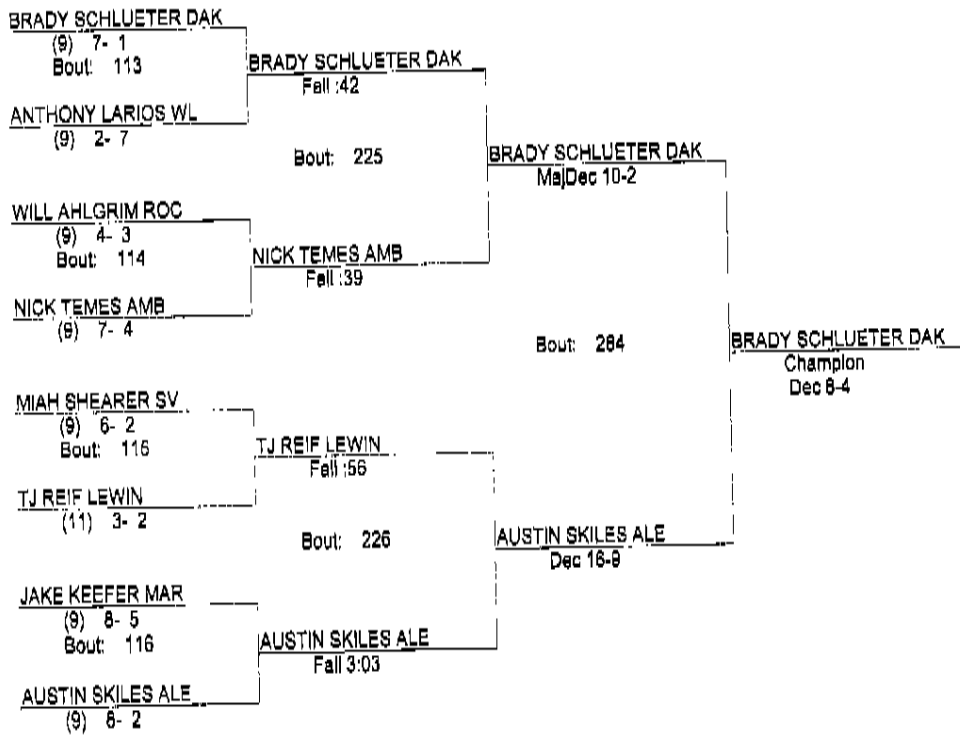 BRADY SCHLUETER DAK
(9) 7- 1
Bout: 113
BRADY SCHLUETER DAK
Fall :42
ANTHONY LARIOS WL
(9) 2- 7
Bout: 225
BRADY SCHLUETER DAK
MajDec 10-2
WILL AHLGRIM ROC
(9) 4- 3
Bout: 114
NICK TEMES AMB
Fall :39
NICK TEMES AMB
(9) 7- 4
Bout: 284
BRADY SCHLUETER DAK
Champion
Dec 8-4
MIAH SHEARER SV
(9) 6- 2
Bout: 116
TJ REIF LEWIN
Fall :56
TJ REIF LEWIN
(11) 3- 2
Bout: 226
AUSTIN SKILES ALE
Dec 16-9
JAKE KEEFER MAR
(9) 8- 5
Bout: 116
AUSTIN SKILES ALE
Fall 3:03
AUSTIN SKILES ALE
(9) 8- 2